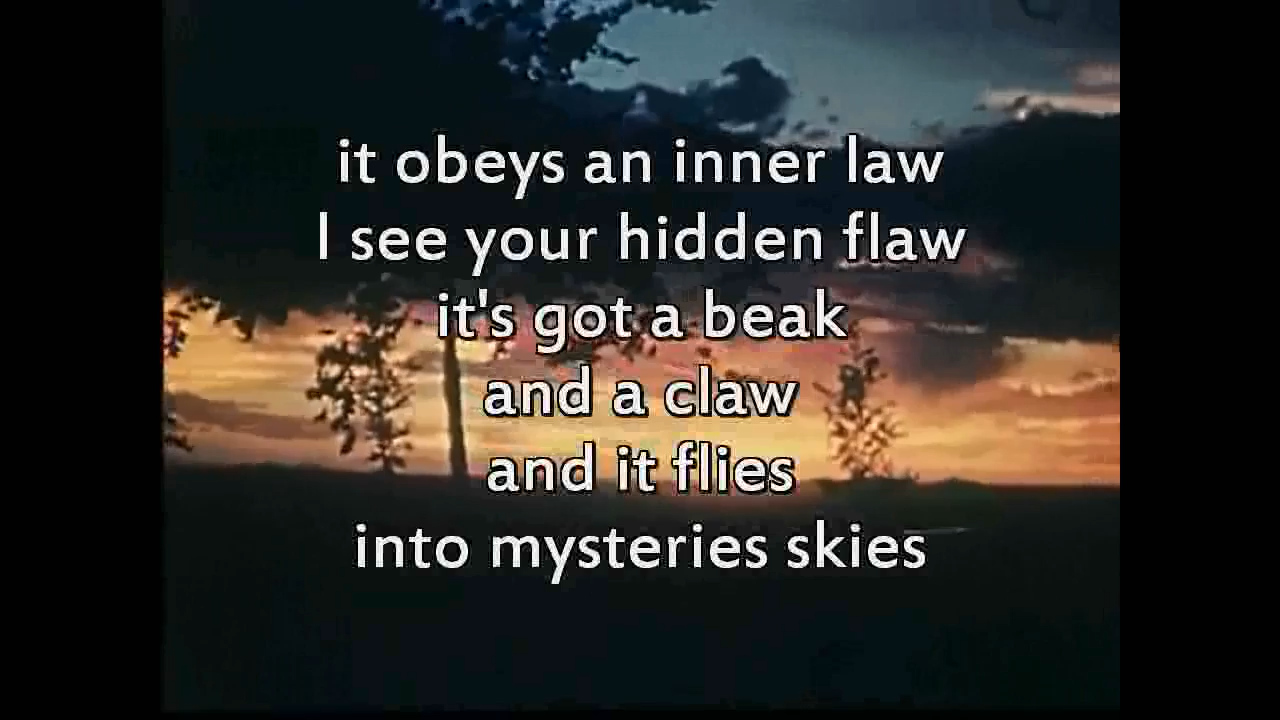 it obeys an inner law
I see your hidden flaw
it's got a beak
and a claw
and it flies
into mysteries skies